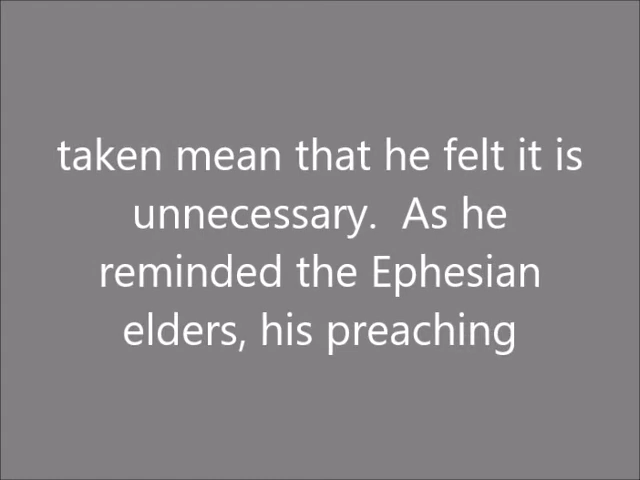 taken mean that he felt it is
unnecessary.  As he
reminded the Ephesian
elders, his preaching